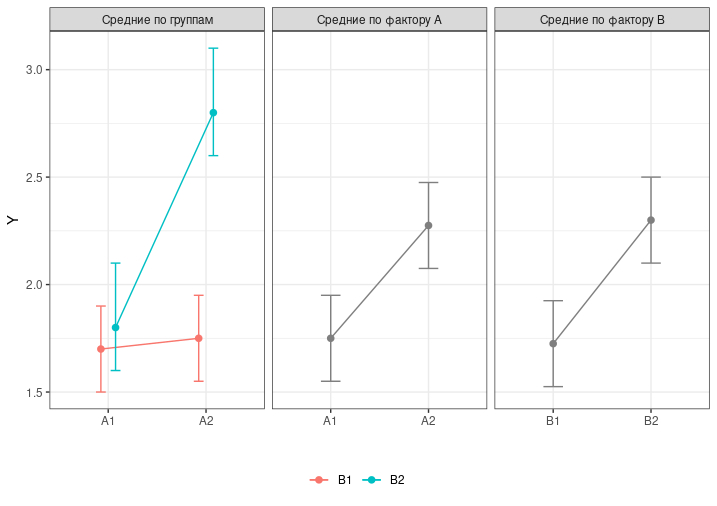 Средние по группам
Средние по фактору A
Средние по фактору B
Y
3.0
2.5
2.0
1.5
A1 A2
A1 A2
B1 B2
B1 B2